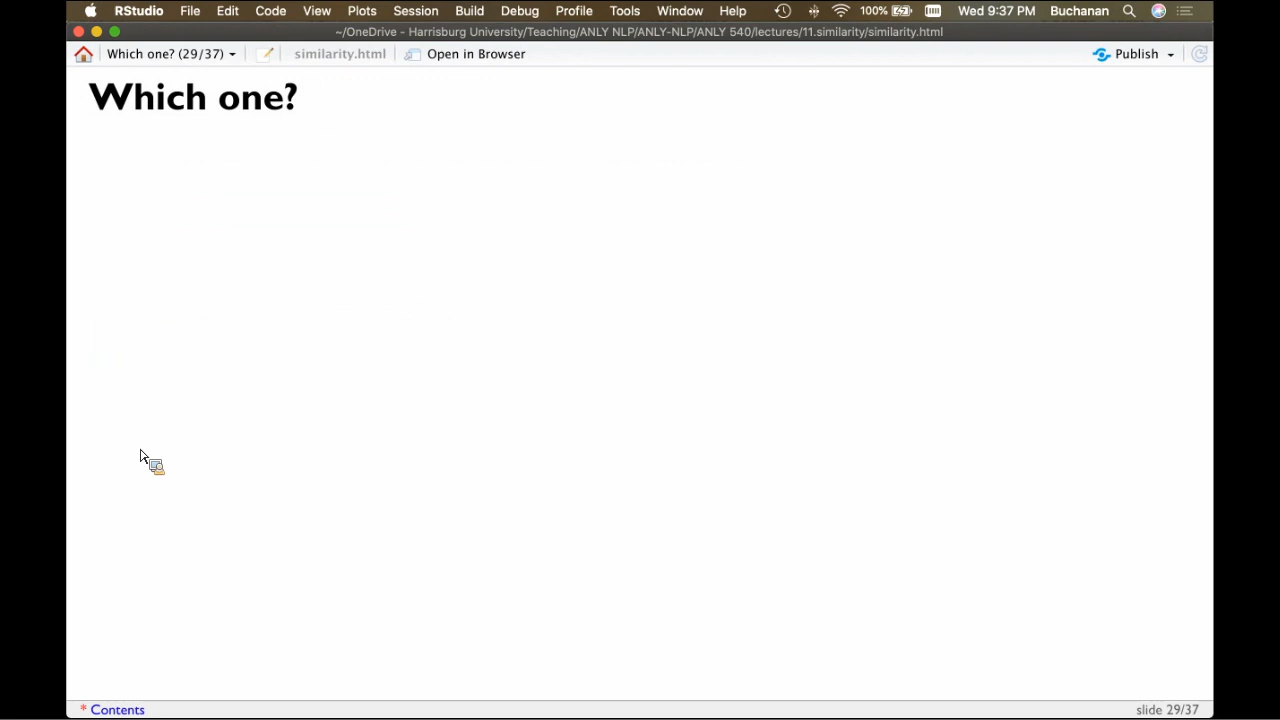 RStudio File Edit Code View Plots Session Build Debug Profile Tools Window Help 100% Wed 9:37 PM Buchanan
~/OneDrive - Harrisburg University/Teaching/ANLY NLP/ANLY-NLP/ANLY 540/lectures/11.similarity/similarity.html
Which one? (29/37) similarity.html Open in Browser Publish
Which one?
* Contents slide 29/37